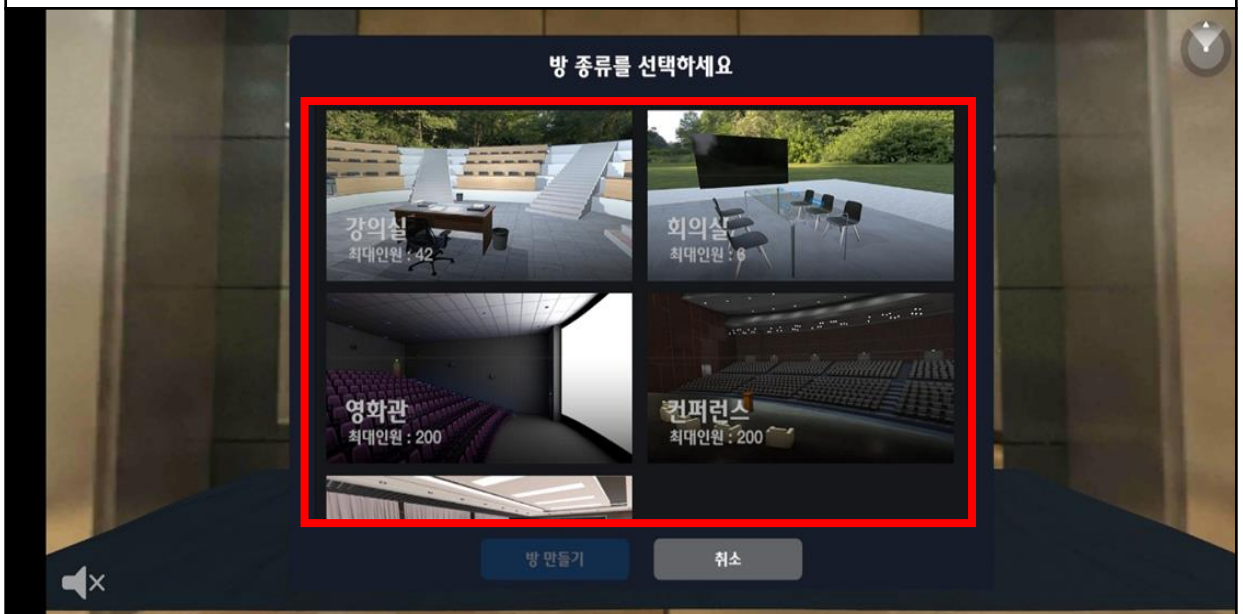 방 종류를 선택하세요
강의실
최대인원 : 42
회의실
최대인원 : 6
영화관
최대인원 : 200
컨퍼런스
최대인원 : 200
방 만들기
취소